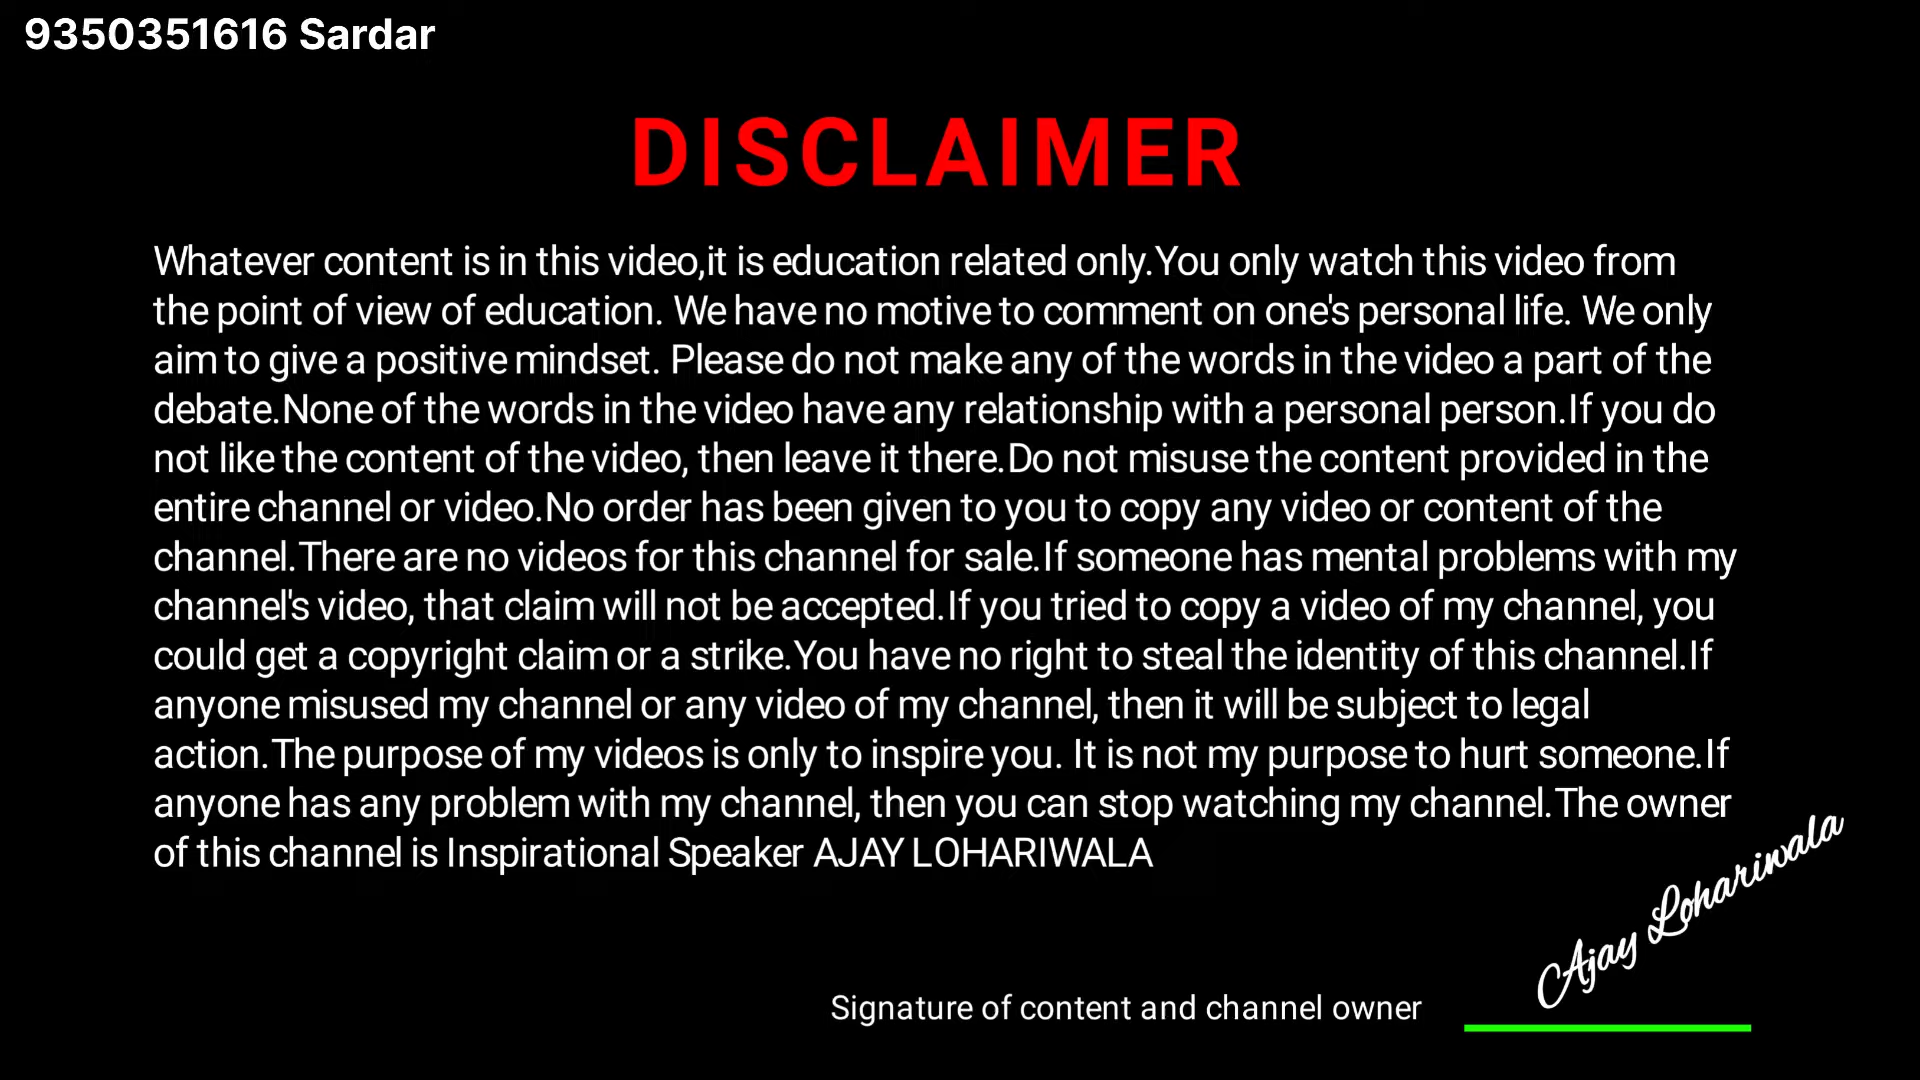 9350351616 Sardar
DISCLAIMER
Whatever content is in this video,it is education related only.You only watch this video from
the point of view of education. We have no motive to comment on one's personal life. We only
aim to give a positive mindset. Please do not make any of the words in the video a part of the
debate.None of the words in the video have any relationship with a personal person.If you do
not like the content of the video, then leave it there.Do not misuse the content provided in the
entire channel or video.No order has been given to you to copy any video or content of the
channel.There are no videos for this channel for sale.If someone has mental problems with my
channel's video, that claim will not be accepted.If you tried to copy a video of my channel, you
could get a copyright claim or a strike.You have no right to steal the identity of this channel.If
anyone misused my channel or any video of my channel, then it will be subject to legal
action.The purpose of my videos is only to inspire you. It is not my purpose to hurt someone.If
anyone has any problem with my channel, then you can stop watching my channel.The owner
of this channel is Inspirational Speaker AJAY LOHARIWALA
Ajay Lohariwala
Signature of content and channel owner